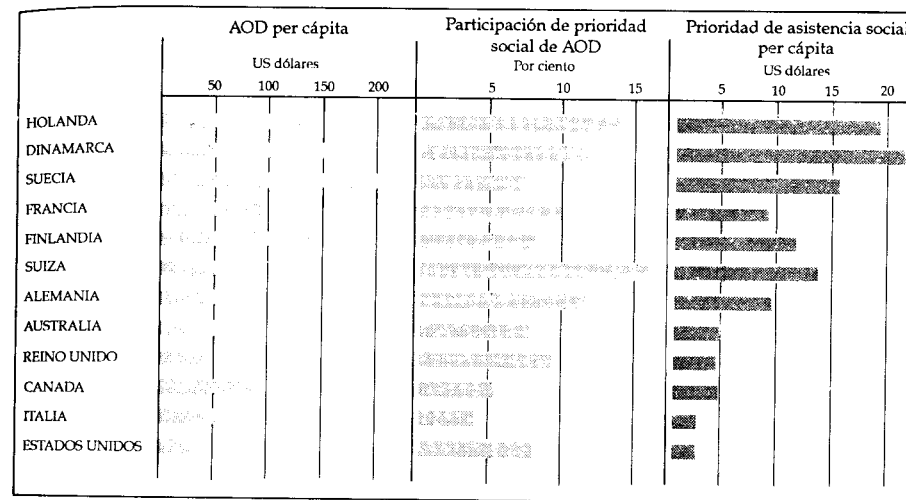 AOD per cápita
US dólares
50 100 150 200
Participación de prioridad
social de AOD
Por ciento
5 10 15
Prioridad de asistencia social
per cápita
US dólares
5 10 15 20
HOLANDA
DINAMARCA
SUECIA
FRANCIA
FINLANDIA
SUIZA
ALEMANIA
AUSTRALIA
REINO UNIDO
CANADA
ITALIA
ESTADOS UNIDOS